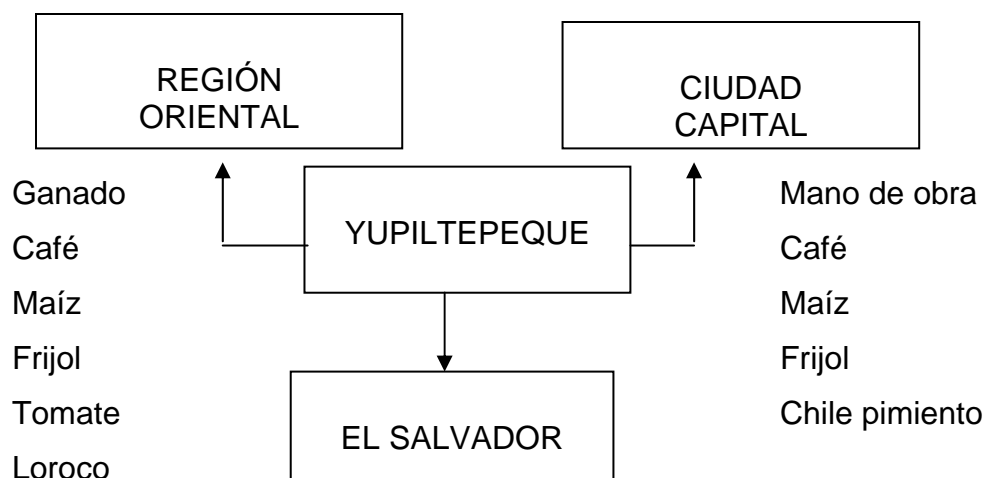 REGIÓN
ORIENTAL
CIUDAD
CAPITAL
Ganado
Café
Maíz
Frijol
Tomate
Loroco
YUPILTEPEQUE
Mano de obra
Café
Maíz
Frijol
Chile pimiento
EL SALVADOR